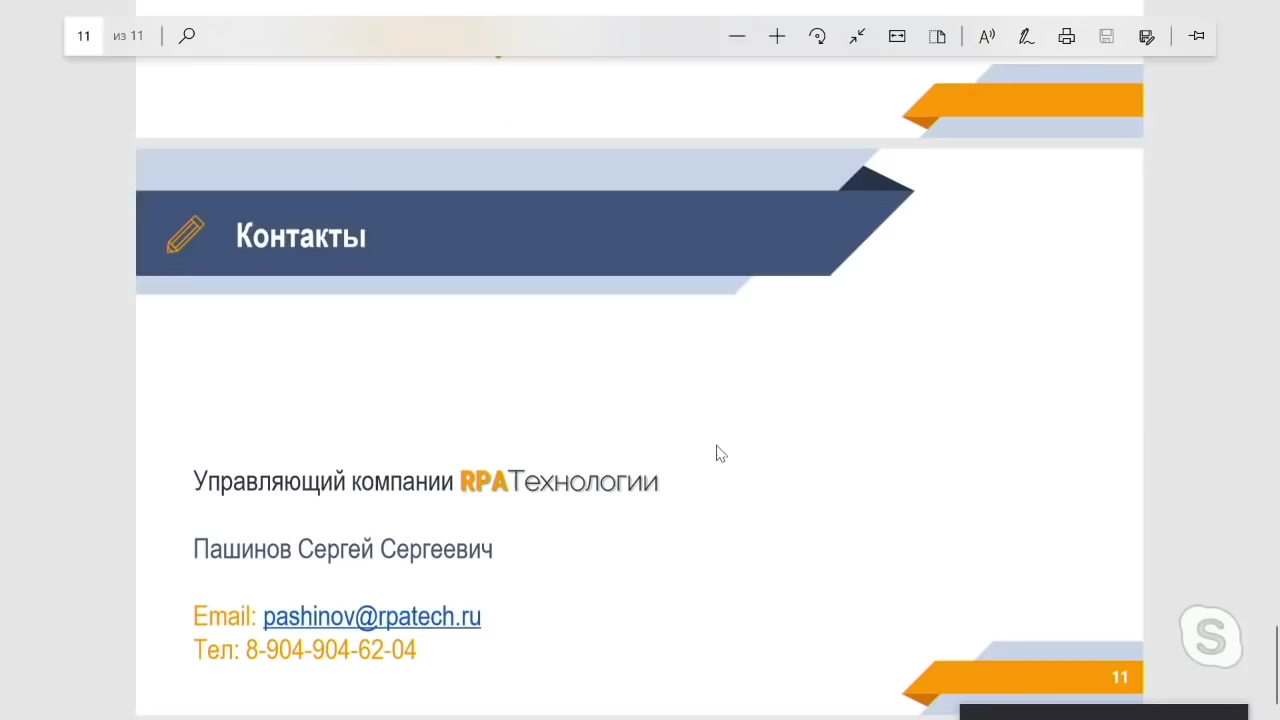 11 из 11
Контакты
Управляющий компании RPAТехнологии
Пашинов Сергей Сергеевич
Email: pashinov@rpatech.ru
Тел: 8-904-904-62-04
11